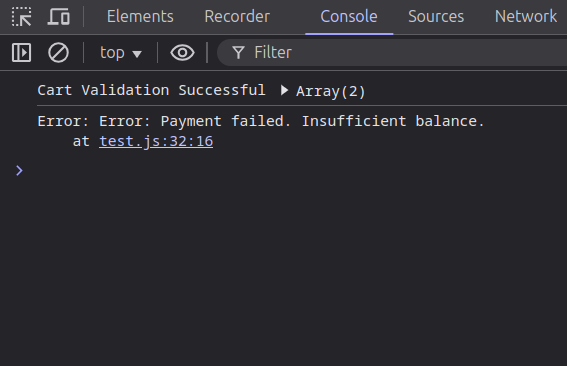 Elements Recorder Console Sources Network
top Filter
Cart Validation Successful Array(2)
Error: Error: Payment failed. Insufficient balance.
at test.js:32:16